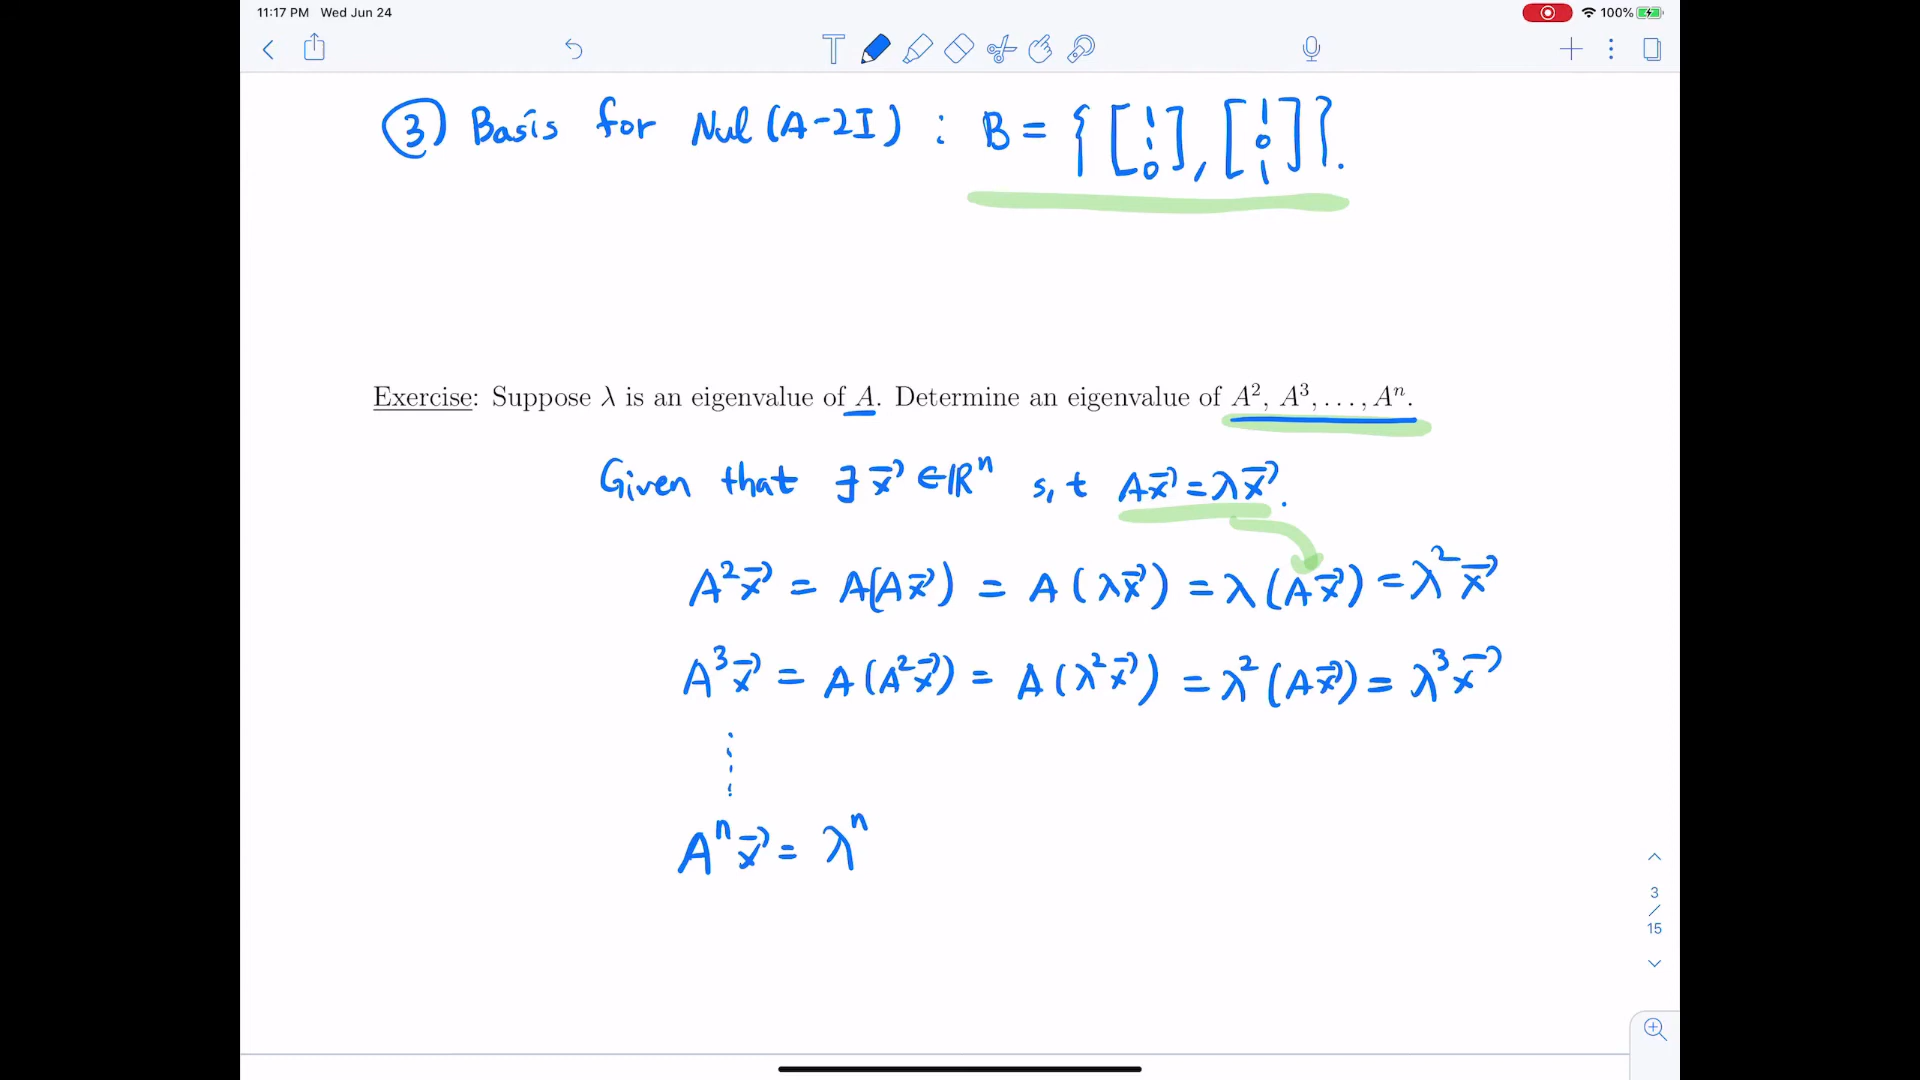 11:17 PM Wed Jun 24 100%
③ Basis for Nul (A-2I) : B = { [1 1 0], [1 0 1] }.
Exercise: Suppose λ is an eigenvalue of A. Determine an eigenvalue of A², A³, . . . , Aⁿ.
Given that ∃ x⃗ ∈ ℝⁿ s,t Ax⃗ = λx⃗.
A²x⃗ = A(Ax⃗) = A(λx⃗) = λ(Ax⃗) = λ²x⃗
A³x⃗ = A(A²x⃗) = A(λ²x⃗) = λ²(Ax⃗) = λ³x⃗
⋮
Aⁿx⃗ = λⁿ
3
/
15